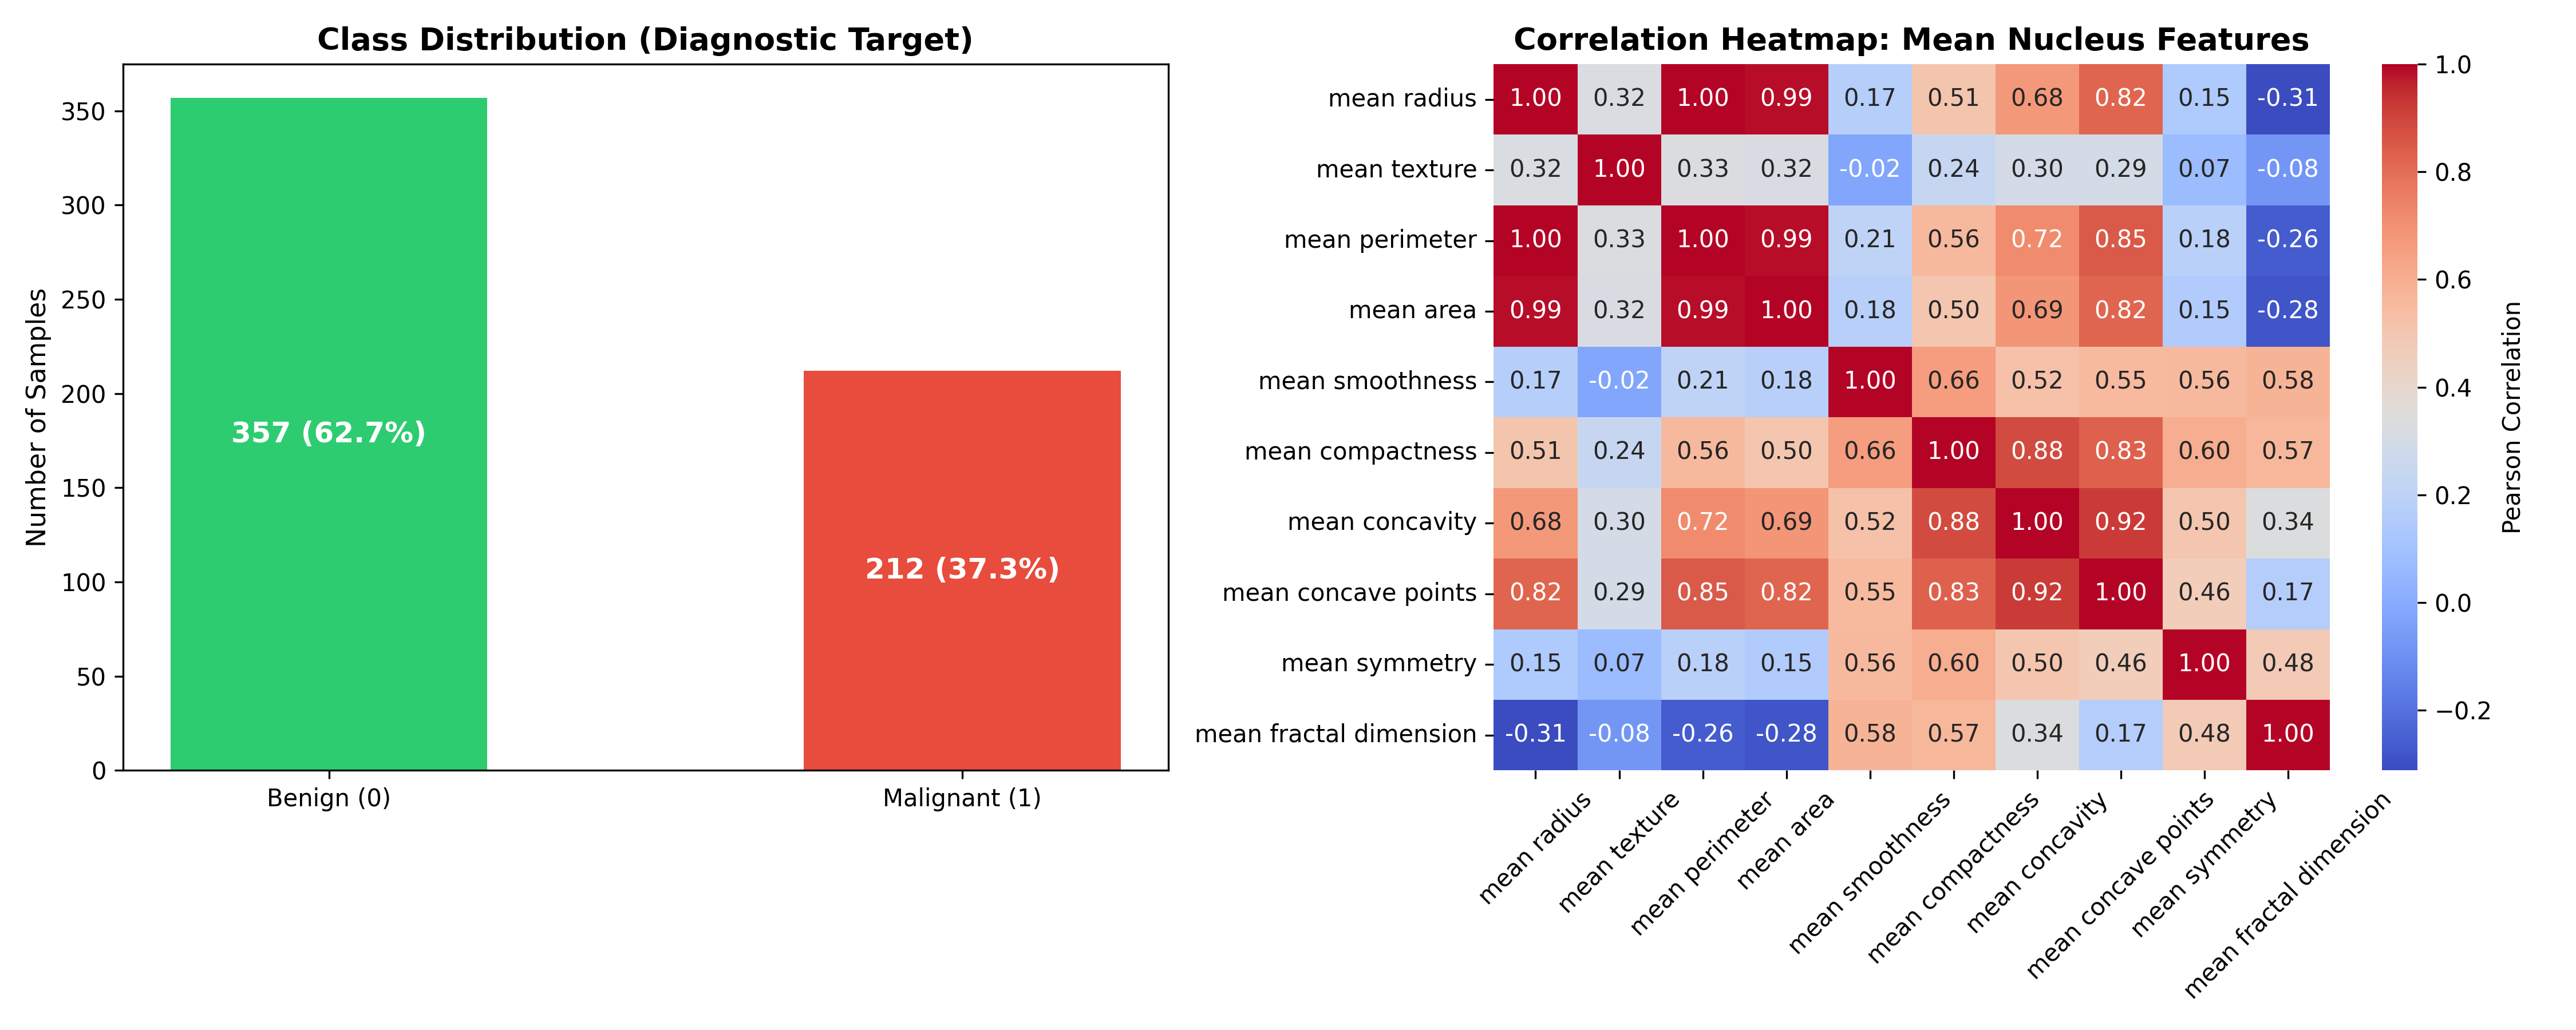 Class Distribution (Diagnostic Target)
Number of Samples
350
300
250
200
150
100
50
0
357 (62.7%)
212 (37.3%)
Benign (0)
Malignant (1)
Correlation Heatmap: Mean Nucleus Features
mean radius 1.00 0.32 1.00 0.99 0.17 0.51 0.68 0.82 0.15 -0.31
mean texture 0.32 1.00 0.33 0.32 -0.02 0.24 0.30 0.29 0.07 -0.08
mean perimeter 1.00 0.33 1.00 0.99 0.21 0.56 0.72 0.85 0.18 -0.26
mean area 0.99 0.32 0.99 1.00 0.18 0.50 0.69 0.82 0.15 -0.28
mean smoothness 0.17 -0.02 0.21 0.18 1.00 0.66 0.52 0.55 0.56 0.58
mean compactness 0.51 0.24 0.56 0.50 0.66 1.00 0.88 0.83 0.60 0.57
mean concavity 0.68 0.30 0.72 0.69 0.52 0.88 1.00 0.92 0.50 0.34
mean concave points 0.82 0.29 0.85 0.82 0.55 0.83 0.92 1.00 0.46 0.17
mean symmetry 0.15 0.07 0.18 0.15 0.56 0.60 0.50 0.46 1.00 0.48
mean fractal dimension -0.31 -0.08 -0.26 -0.28 0.58 0.57 0.34 0.17 0.48 1.00
mean radius
mean texture
mean perimeter
mean area
mean smoothness
mean compactness
mean concavity
mean concave points
mean symmetry
mean fractal dimension
1.0
0.8
0.6
0.4
0.2
0.0
−0.2
Pearson Correlation